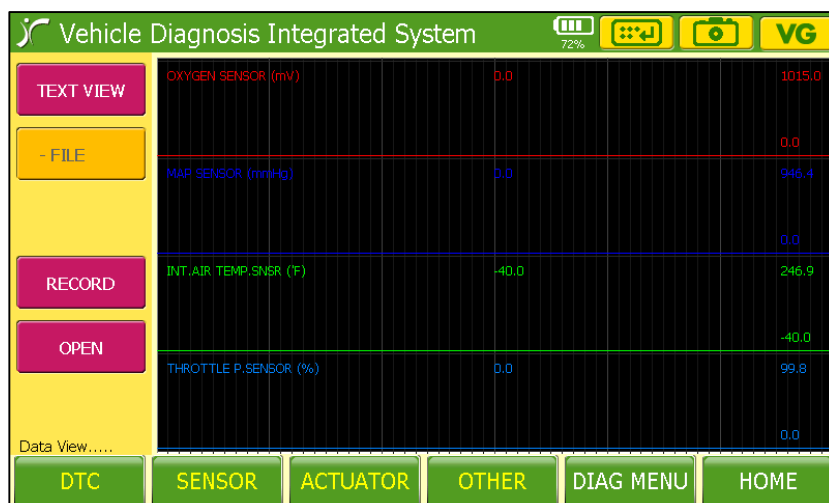 Vehicle Diagnosis Integrated System
72%
VG
TEXT VIEW
- FILE
RECORD
OPEN
Data View.....
OXYGEN SENSOR (mV) 0.0 1015.0
0.0
MAP SENSOR (mmHg) 0.0 946.4
0.0
INT.AIR TEMP.SNSR (℉) -40.0 246.9
-40.0
THROTTLE P.SENSOR (%) 0.0 99.8
0.0
DTC SENSOR ACTUATOR OTHER DIAG MENU HOME